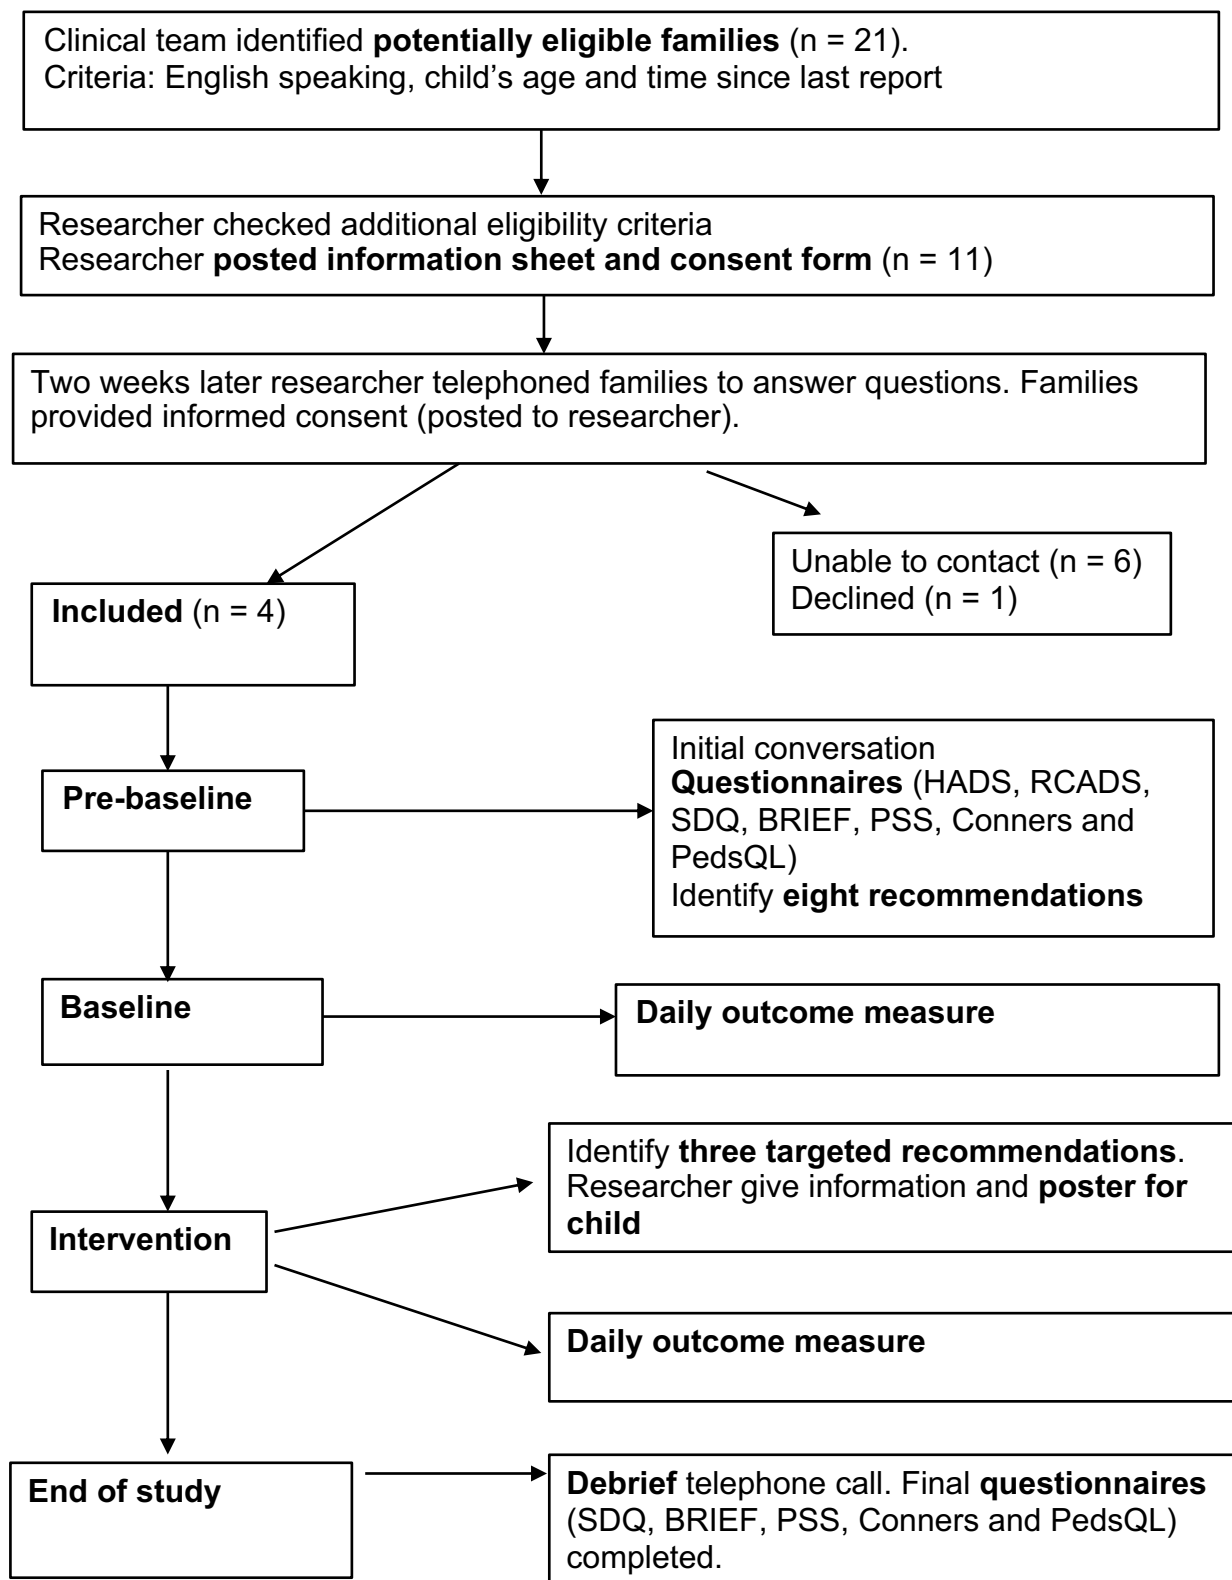 Clinical team identified potentially eligible families (n = 21).
Criteria: English speaking, child's age and time since last report
Researcher checked additional eligibility criteria
Researcher posted information sheet and consent form (n = 11)
Two weeks later researcher telephoned families to answer questions. Families
provided informed consent (posted to researcher).
Unable to contact (n = 6)
Declined (n = 1)
Included (n = 4)
Pre-baseline
Initial conversation
Questionnaires (HADS, RCADS,
SDQ, BRIEF, PSS, Conners and
PedsQL)
Identify eight recommendations
Baseline
Daily outcome measure
Intervention
Identify three targeted recommendations.
Researcher give information and poster for
child
Daily outcome measure
End of study
Debrief telephone call. Final questionnaires
(SDQ, BRIEF, PSS, Conners and PedsQL)
completed.